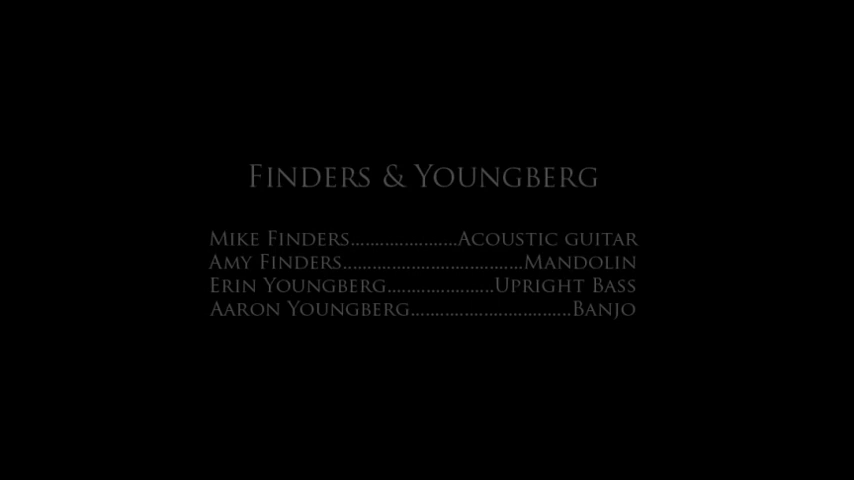 Finders & Youngberg
Mike Finders......................Acoustic guitar
Amy Finders.....................................Mandolin
Erin Youngberg......................Upright Bass
Aaron Youngberg.................................Banjo